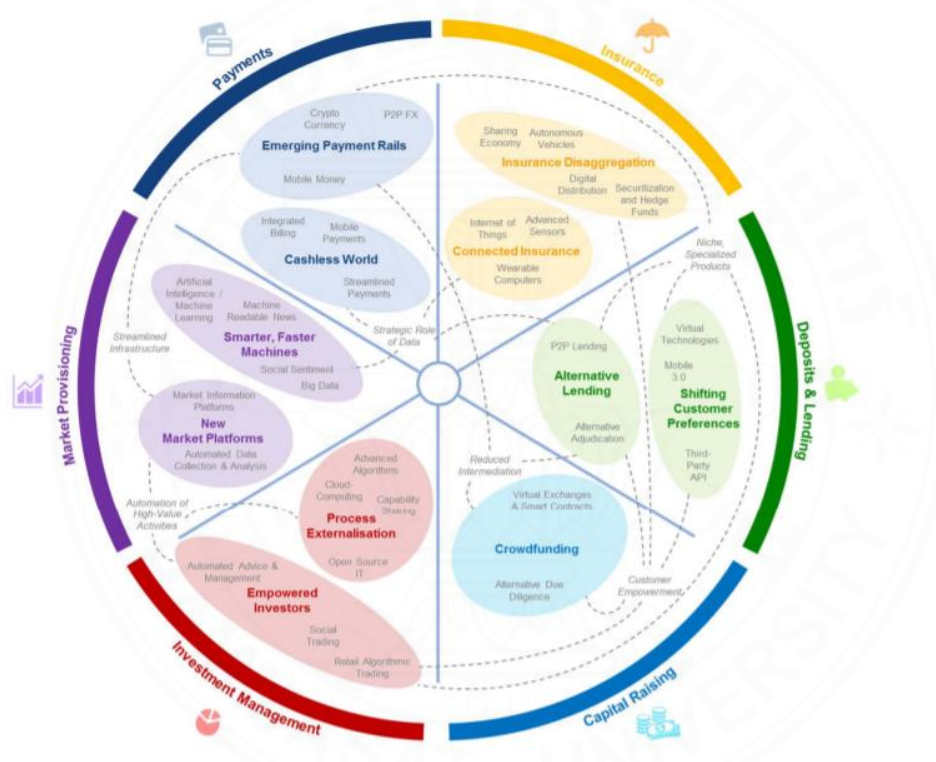 Payments
Insurance
Crypto
Currency
P2P FX
Emerging Payment Rails
Mobile Money
Sharing
Economy
Autonomous
Vehicles
Insurance Disaggregation
Digital
Distribution
Securitization
and Hedge
Funds
Integrated
Billing
Mobile
Payments
Cashless World
Streamlined
Payments
Internet of
Things
Advanced
Sensors
Connected Insurance
Wearable
Computers
Niche,
Specialized
Products
Market Provisioning
Artificial
Intelligence /
Machine
Learning
Machine
Readable News
Smarter, Faster
Machines
Social Sentiment
Big Data
Streamlined
Infrastructure
Strategic Role
of Data
Deposits & Lending
P2P Lending
Alternative
Lending
Alternative
Adjudication
Virtual
Technologies
Mobile
3.0
Shifting
Customer
Preferences
Third-
Party
API
Market Information
Platforms
New
Market Platforms
Automated Data
Collection & Analysis
Automation of
High-Value
Activities
Advanced
Algorithms
Cloud-
Computing
Capability
Sharing
Process
Externalisation
Open Source
IT
Reduced
Intermediation
Virtual Exchanges
& Smart Contracts
Crowdfunding
Alternative Due
Diligence
Customer
Empowerment
Automated Advice &
Management
Empowered
Investors
Social
Trading
Retail Algorithmic
Trading
Investment Management
Capital Raising
UNIVERSITY